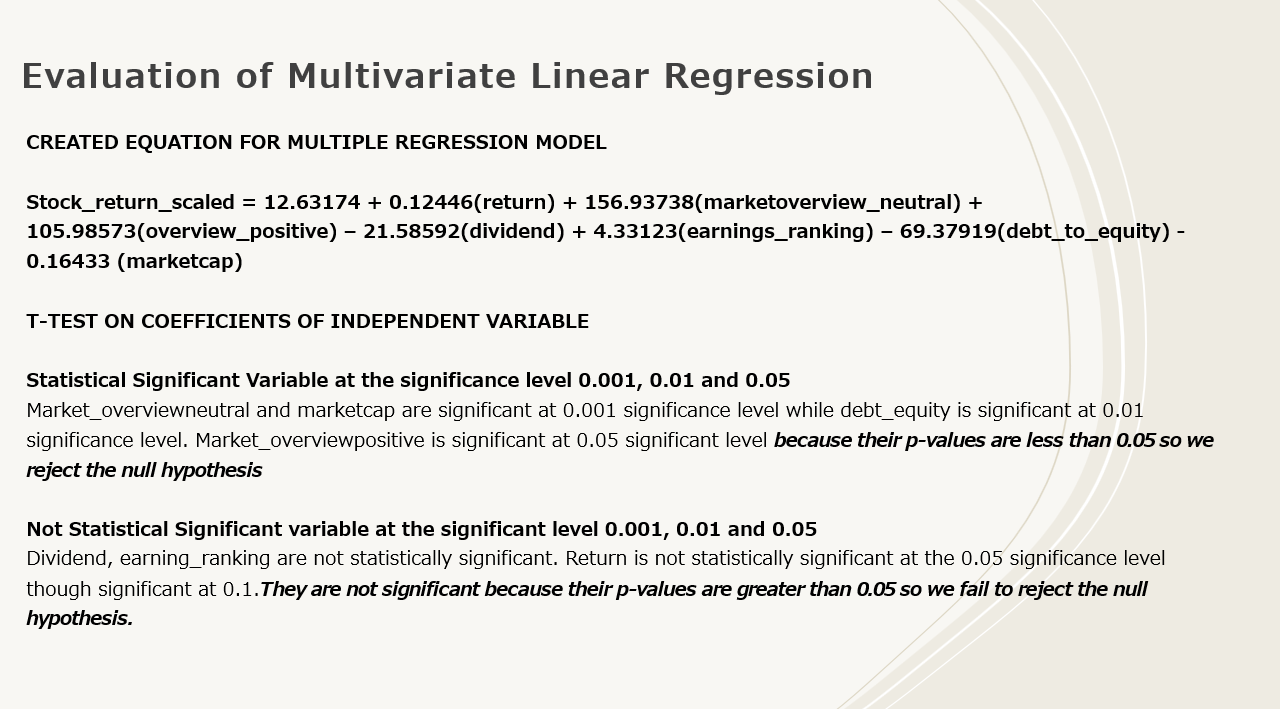 Evaluation of Multivariate Linear Regression
CREATED EQUATION FOR MULTIPLE REGRESSION MODEL
Stock_return_scaled = 12.63174 + 0.12446(return) + 156.93738(marketoverview_neutral) +
105.98573(overview_positive) – 21.58592(dividend) + 4.33123(earnings_ranking) – 69.37919(debt_to_equity) -
0.16433 (marketcap)
T-TEST ON COEFFICIENTS OF INDEPENDENT VARIABLE
Statistical Significant Variable at the significance level 0.001, 0.01 and 0.05
Market_overviewneutral and marketcap are significant at 0.001 significance level while debt_equity is significant at 0.01
significance level. Market_overviewpositive is significant at 0.05 significant level because their p-values are less than 0.05 so we
reject the null hypothesis
Not Statistical Significant variable at the significant level 0.001, 0.01 and 0.05
Dividend, earning_ranking are not statistically significant. Return is not statistically significant at the 0.05 significance level
though significant at 0.1.They are not significant because their p-values are greater than 0.05 so we fail to reject the null
hypothesis.